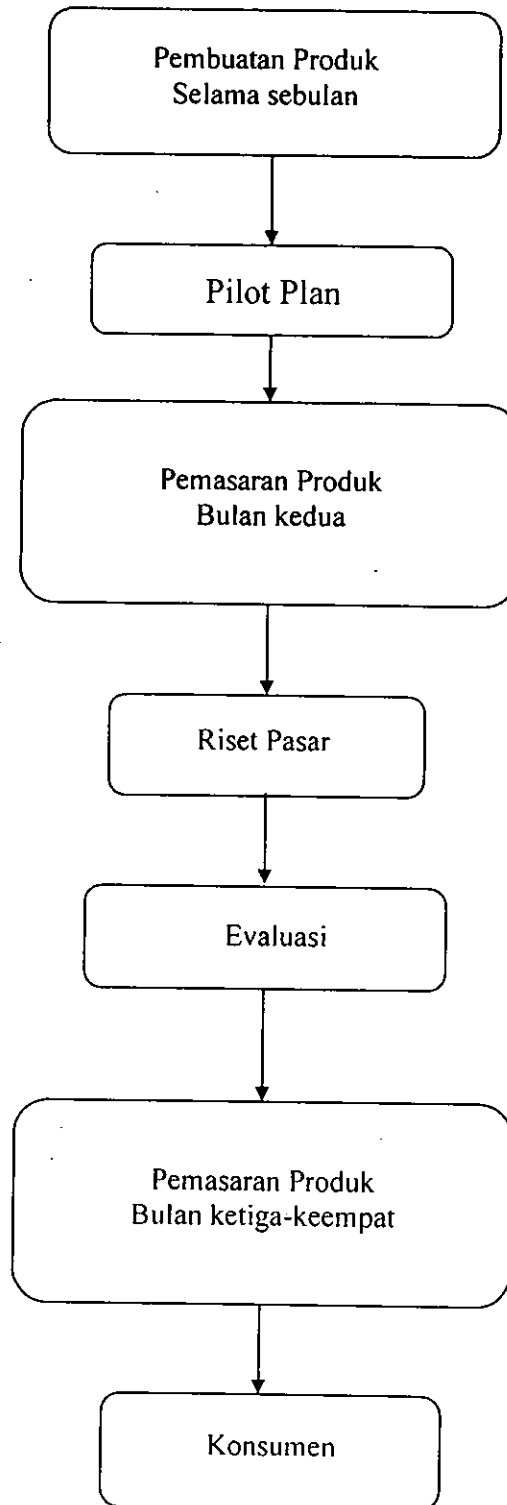 Pembuatan Produk
Selama sebulan
Pilot Plan
Pemasaran Produk
Bulan kedua
Riset Pasar
Evaluasi
Pemasaran Produk
Bulan ketiga-keempat
Konsumen